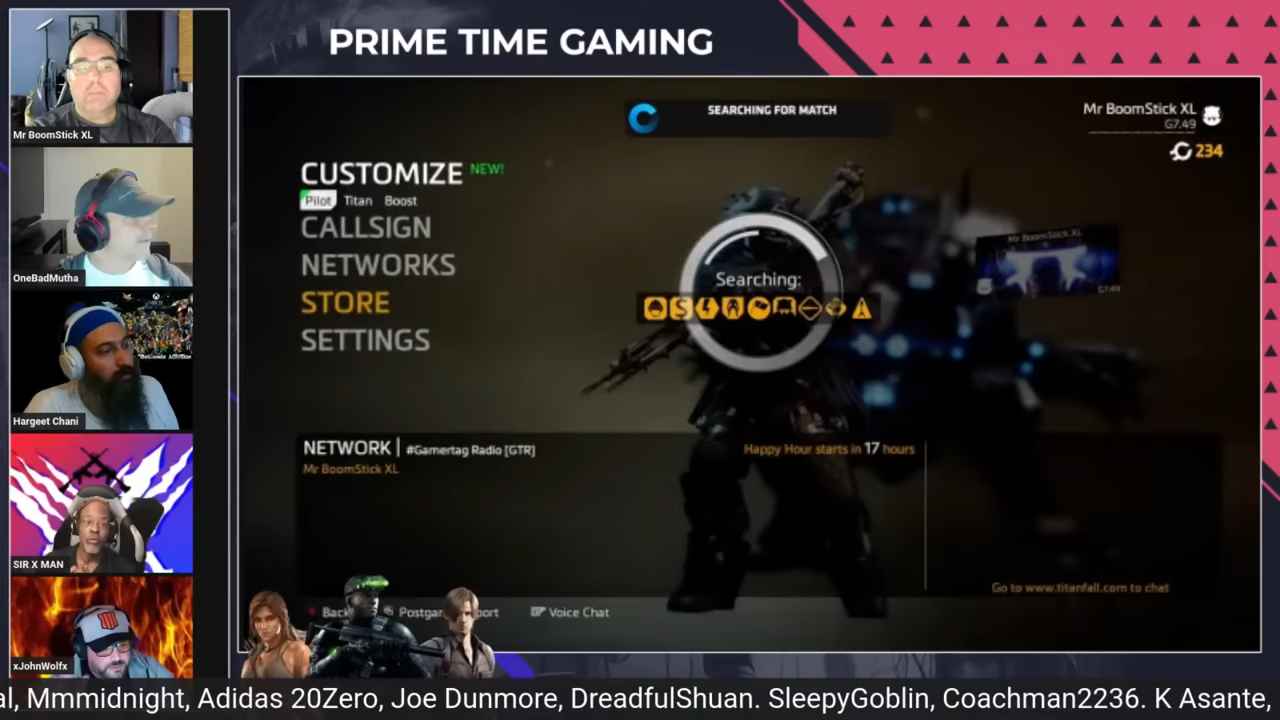 PRIME TIME GAMING
Mr BoomStick XL
OneBadMutha
Hargeet Chani
SIR X MAN
xJohnWolfx
SEARCHING FOR MATCH
Mr BoomStick XL
G7.49
234
CUSTOMIZE NEW!
Pilot Titan Boost
CALLSIGN
NETWORKS
STORE
SETTINGS
Searching:
Mr BoomStick XL
G7.49
NETWORK | #Gamertag Radio [GTR]
Mr BoomStick XL
Happy Hour starts in 17 hours
Go to www.titanfall.com to chat
Back Postgam port Voice Chat
al, Mmmidnight, Adidas 20Zero, Joe Dunmore, DreadfulShuan. SleepyGoblin, Coachman2236. K Asante,